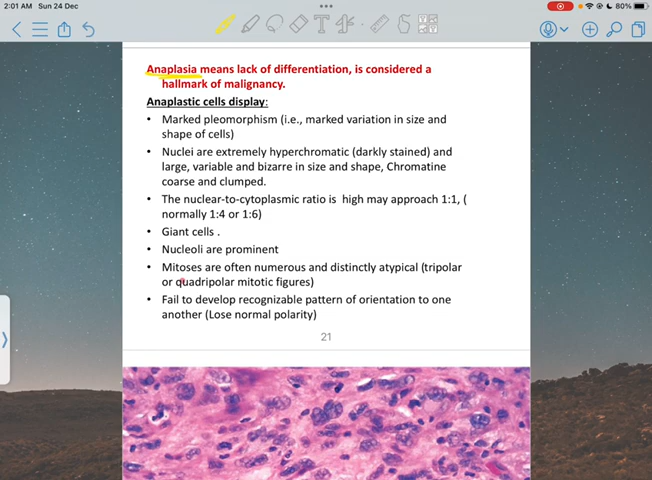 2:01 AM Sun 24 Dec
80%
Anaplasia means lack of differentiation, is considered a
hallmark of malignancy.
Anaplastic cells display:
• Marked pleomorphism (i.e., marked variation in size and
shape of cells)
• Nuclei are extremely hyperchromatic (darkly stained) and
large, variable and bizarre in size and shape, Chromatine
coarse and clumped.
• The nuclear-to-cytoplasmic ratio is high may approach 1:1, (
normally 1:4 or 1:6)
• Giant cells .
• Nucleoli are prominent
• Mitoses are often numerous and distinctly atypical (tripolar
or quadripolar mitotic figures)
• Fail to develop recognizable pattern of orientation to one
another (Lose normal polarity)
21